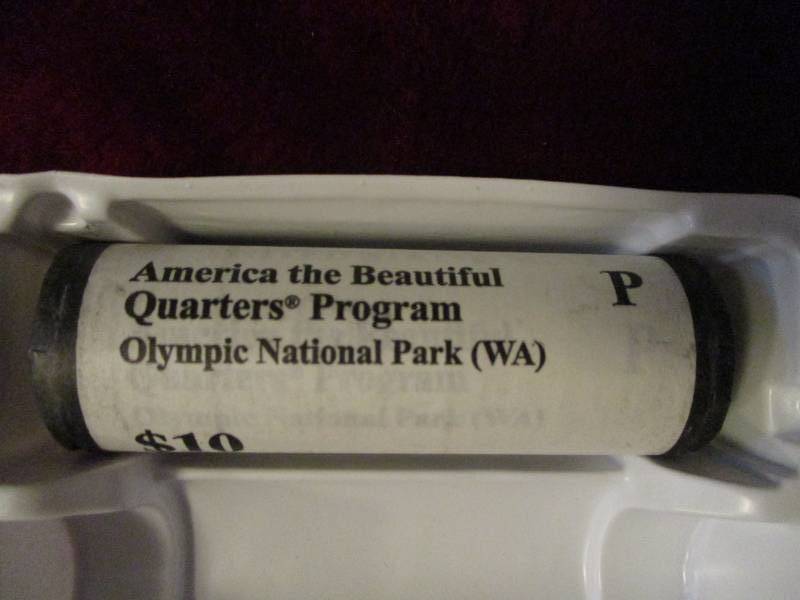 America the Beautiful
Quarters® Program
Olympic National Park (WA)
P
$10